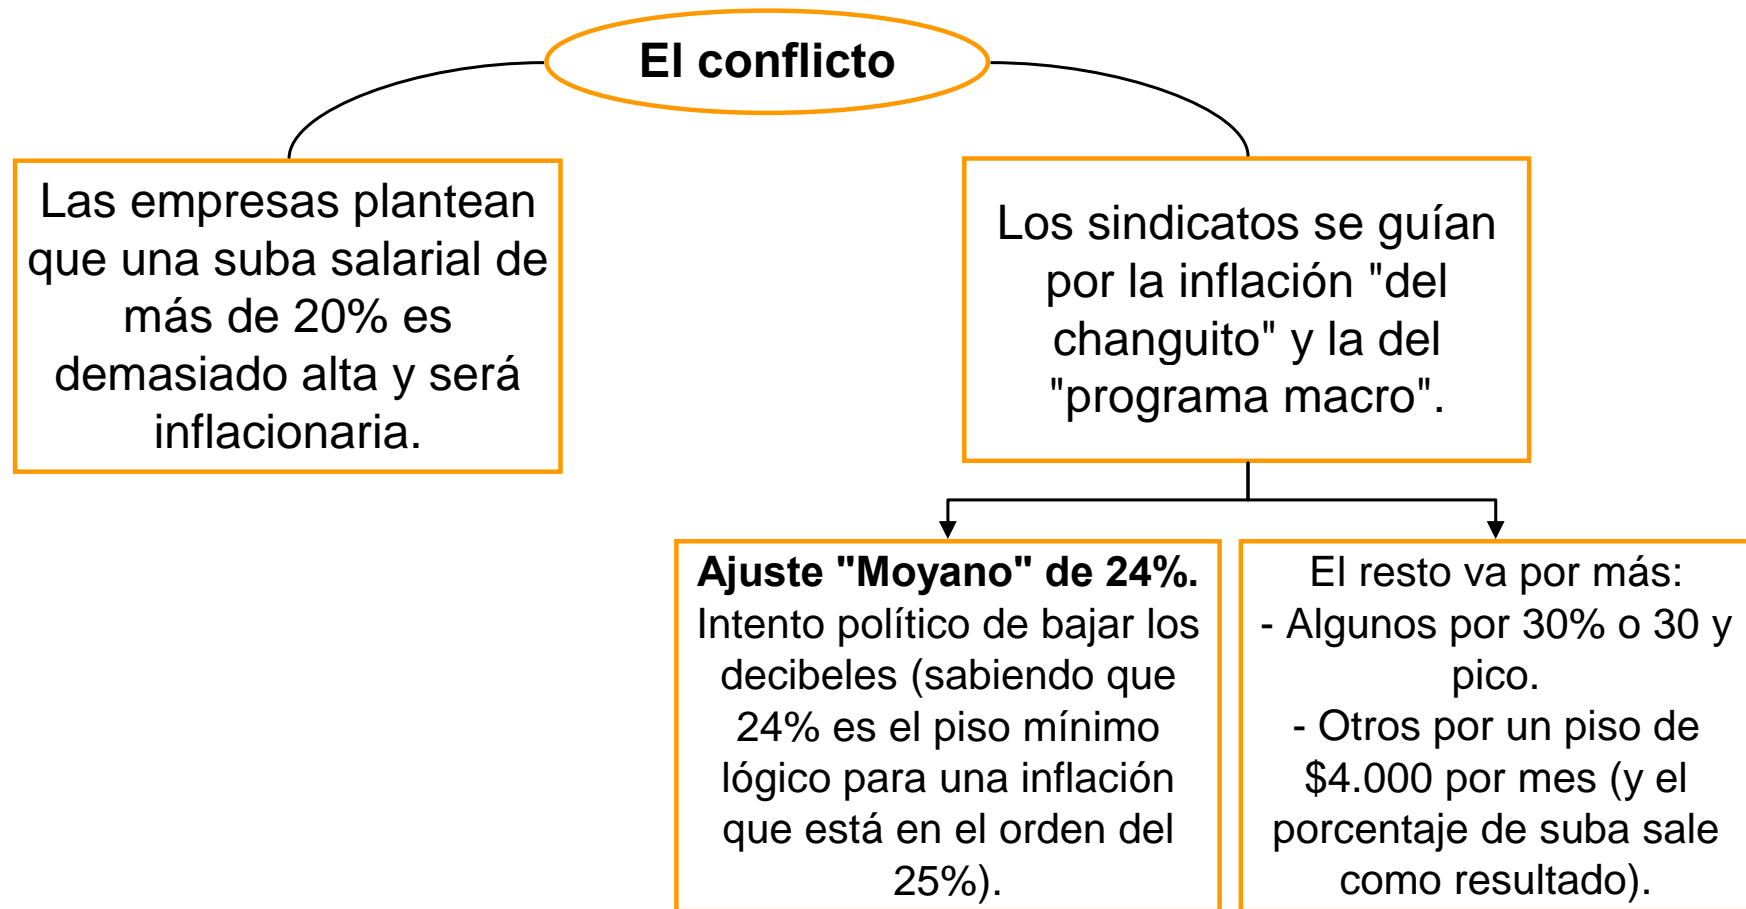 El conflicto
Las empresas plantean
que una suba salarial de
más de 20% es
demasiado alta y será
inflacionaria.
Los sindicatos se guían
por la inflación "del
changuito" y la del
"programa macro".
Ajuste "Moyano" de 24%.
Intento político de bajar los
decibeles (sabiendo que
24% es el piso mínimo
lógico para una inflación
que está en el orden del
25%).
El resto va por más:
- Algunos por 30% o 30 y
pico.
- Otros por un piso de
$4.000 por mes (y el
porcentaje de suba sale
como resultado).